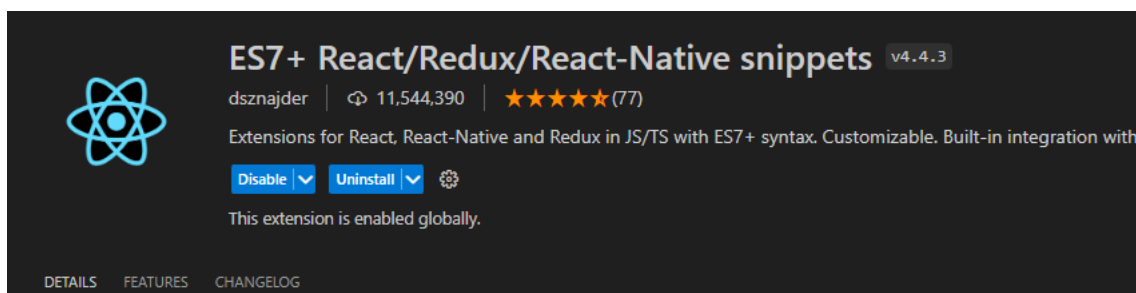 ES7+ React/Redux/React-Native snippets v4.4.3
dsznajder 11,544,390 (77)
Extensions for React, React-Native and Redux in JS/TS with ES7+ syntax. Customizable. Built-in integration with
Disable Uninstall
This extension is enabled globally.
DETAILS FEATURES CHANGELOG